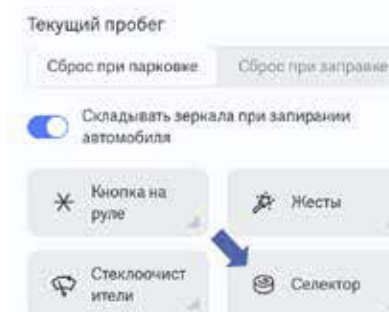 Текущий пробег
Сброс при парковке
Сброс при заправке
Складывать зеркала при запирании
автомобиля
Кнопка на
руле
Жесты
Стеклоочист
ители
Селектор